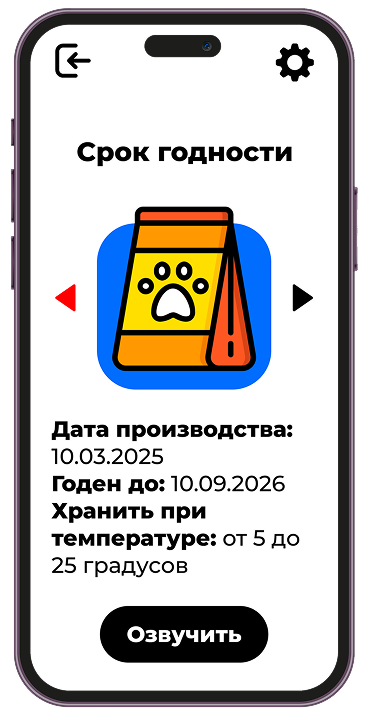 Срок годности
Дата производства:
10.03.2025
Годен до: 10.09.2026
Хранить при
температуре: от 5 до
25 градусов
Озвучить